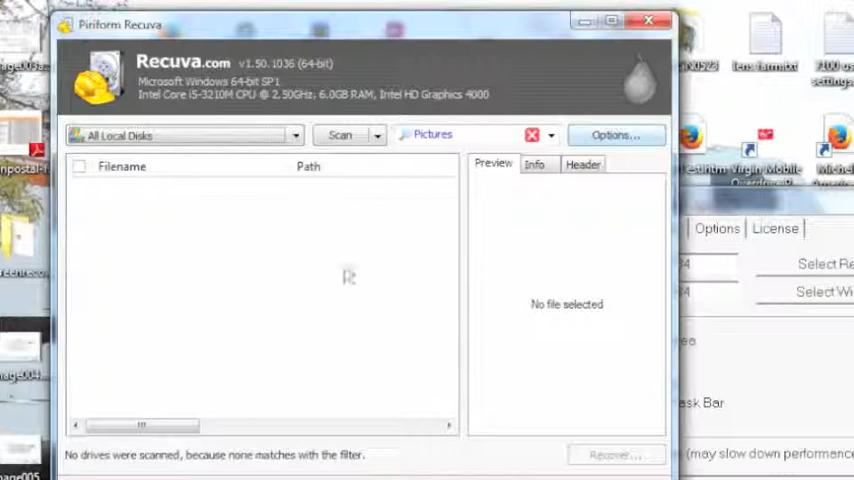 Piriform Recuva
Recuva.com v1.50.1036 (64-bit)
Microsoft Windows 64-bit SP1
Intel Core i5-3210M CPU @ 2.50GHz, 6.0GB RAM, Intel HD Graphics 4000
All Local Disks
Scan
Pictures
Options...
Filename
Path
Preview
Info
Header
No file selected
No drives were scanned, because none matches with the filter.
Recover...
Virgin Mobile
Options
License
Select Re
Select Wi
ask Bar
(may slow down performance